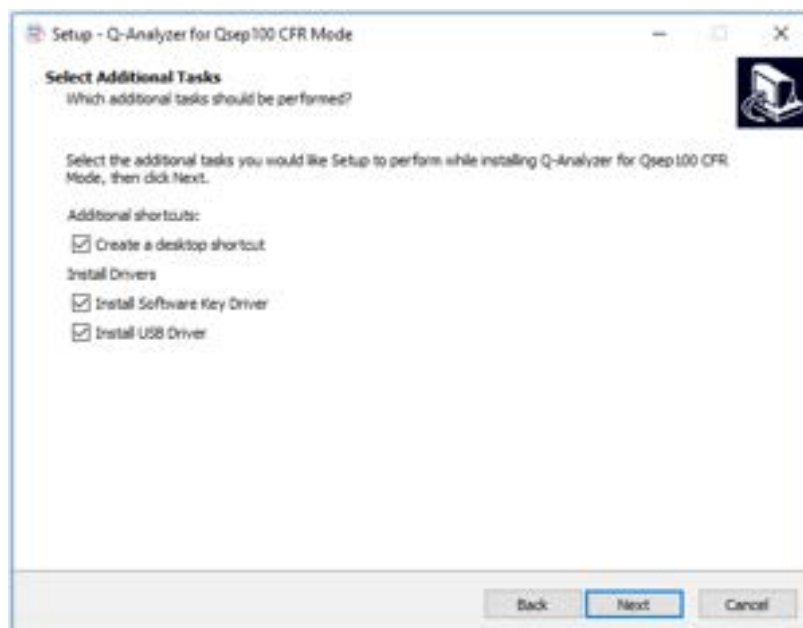 Setup - Q-Analyzer for Qsep100 CFR Mode
Select Additional Tasks
Which additional tasks should be performed?
Select the additional tasks you would like Setup to perform while installing Q-Analyzer for Qsep100 CFR
Mode, then click Next.
Additional shortcuts:
Create a desktop shortcut
Install Drivers
Install Software Key Driver
Install USB Driver
Back Next Cancel